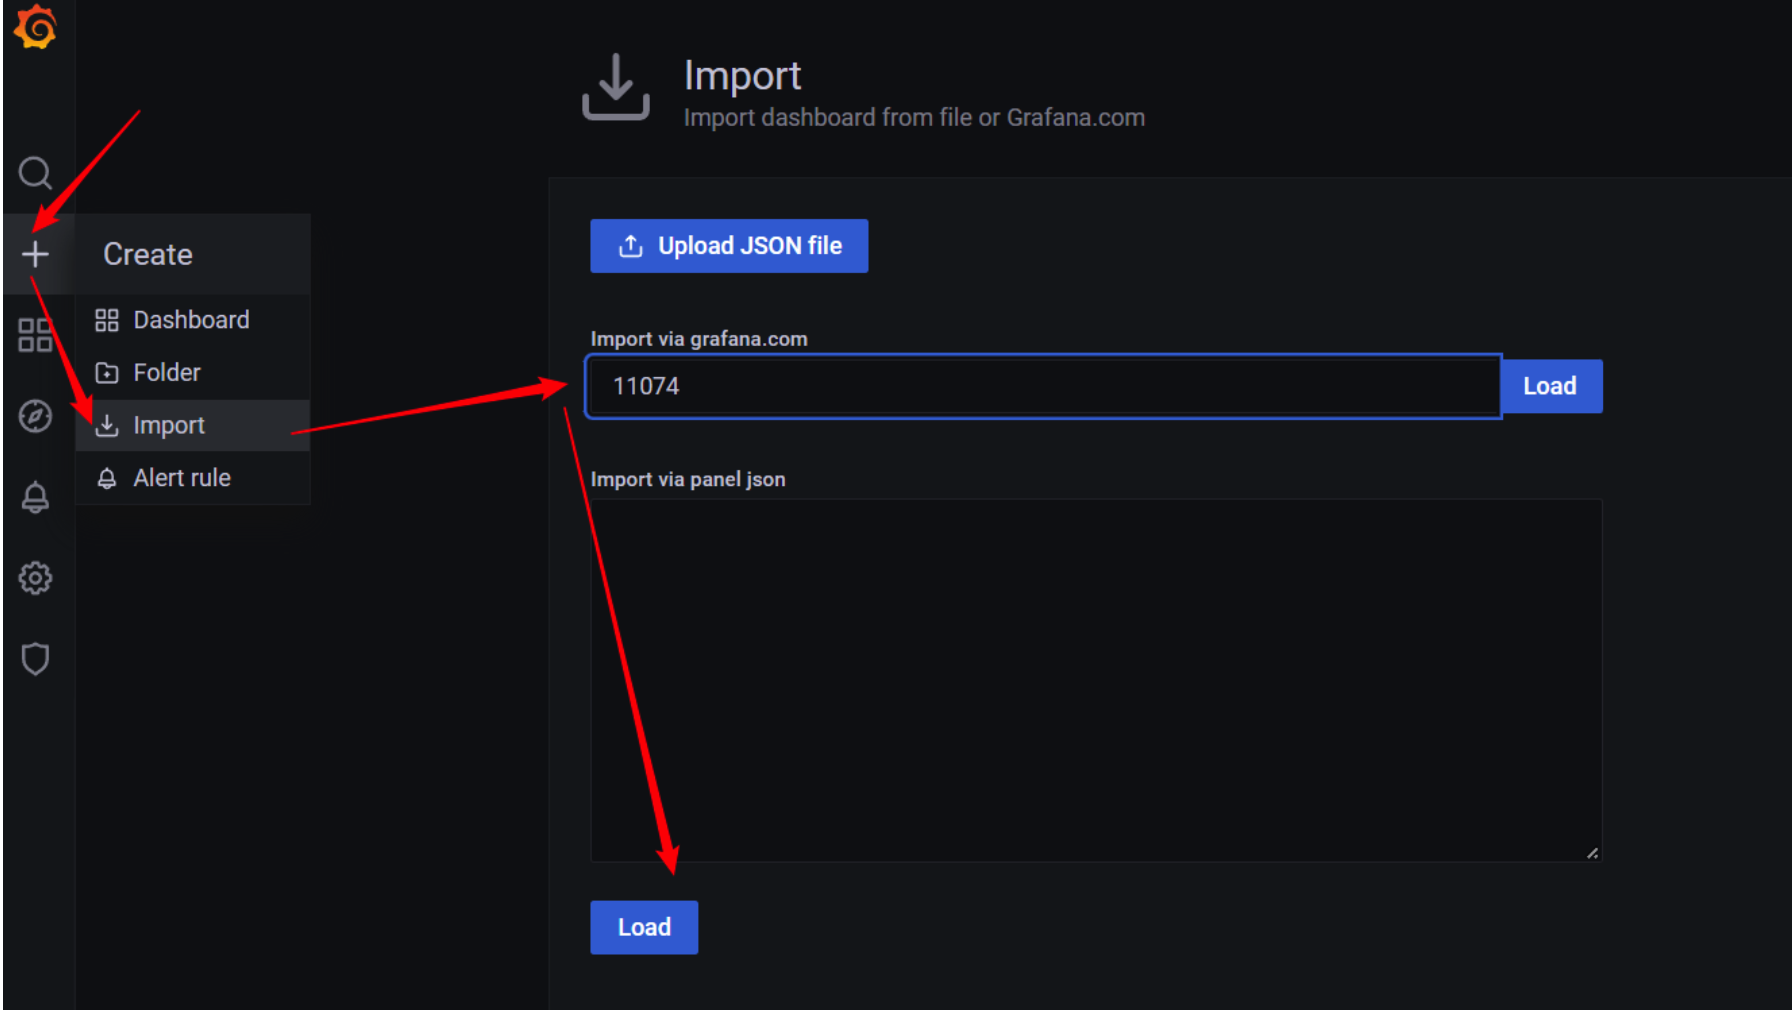 Import
Import dashboard from file or Grafana.com
Create
Dashboard
Folder
Import
Alert rule
Upload JSON file
Import via grafana.com
11074
Load
Import via panel json
Load